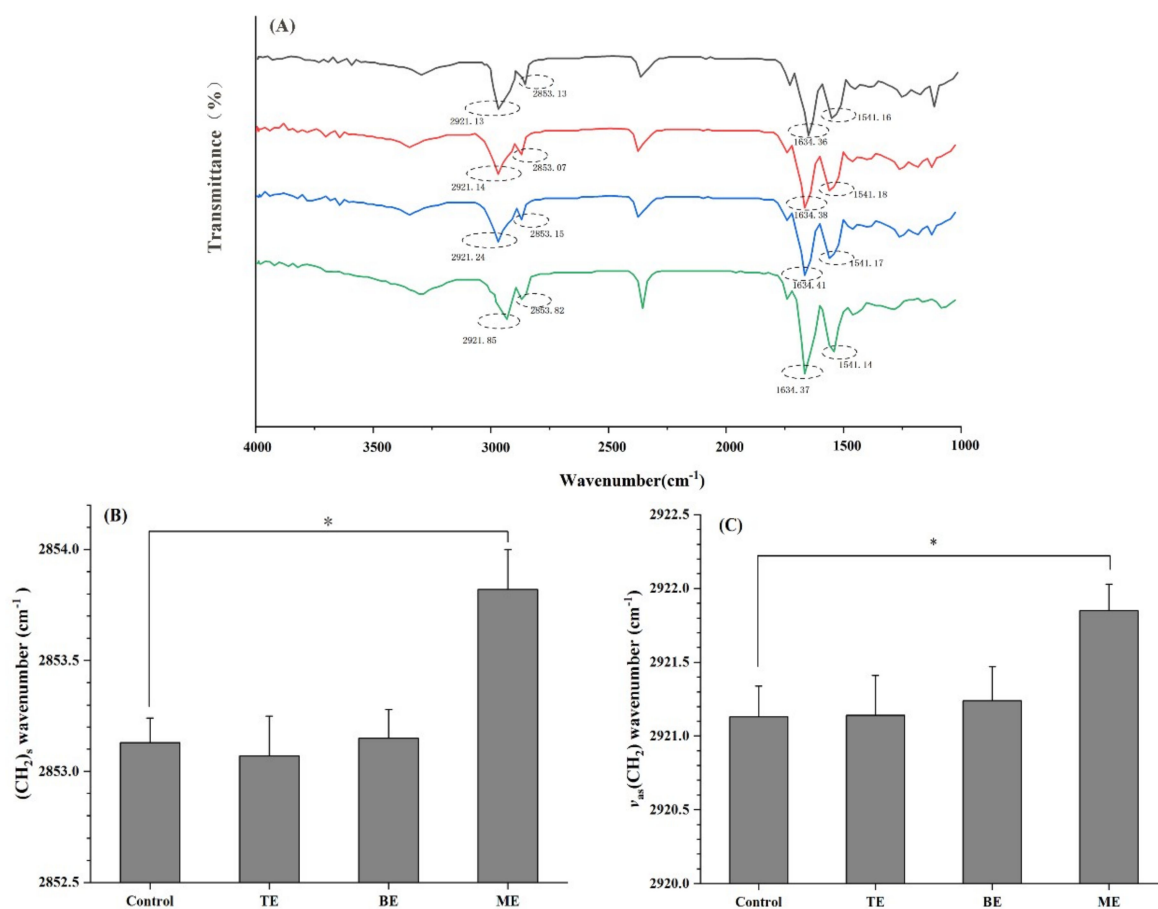 (A)
Transmittance (%)
2853.13
2921.13
1634.36
1541.16
2853.07
2921.14
1634.38
1541.18
2853.15
2921.24
1634.41
1541.17
2853.82
2921.85
1634.37
1541.14
4000 3500 3000 2500 2000 1500 1000
Wavenumber(cm⁻¹)
(B)
*
(CH₂)ₛ wavenumber (cm⁻¹)
2854.0
2853.5
2853.0
2852.5
Control TE BE ME
(C)
*
νas(CH₂) wavenumber (cm⁻¹)
2922.5
2922.0
2921.5
2921.0
2920.5
2920.0
Control TE BE ME